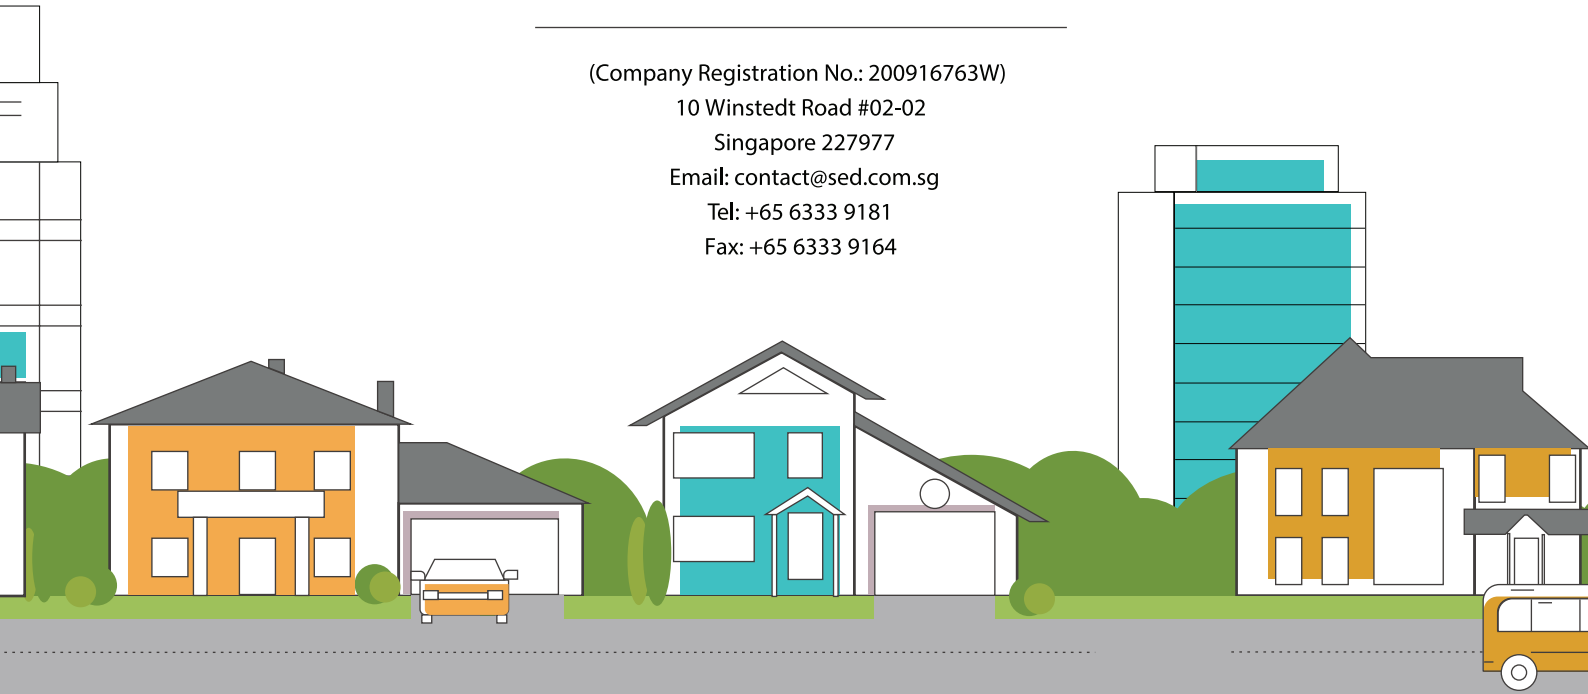 (Company Registration No.: 200916763W)
10 Winstedt Road #02-02
Singapore 227977
Email: contact@sed.com.sg
Tel: +65 6333 9181
Fax: +65 6333 9164